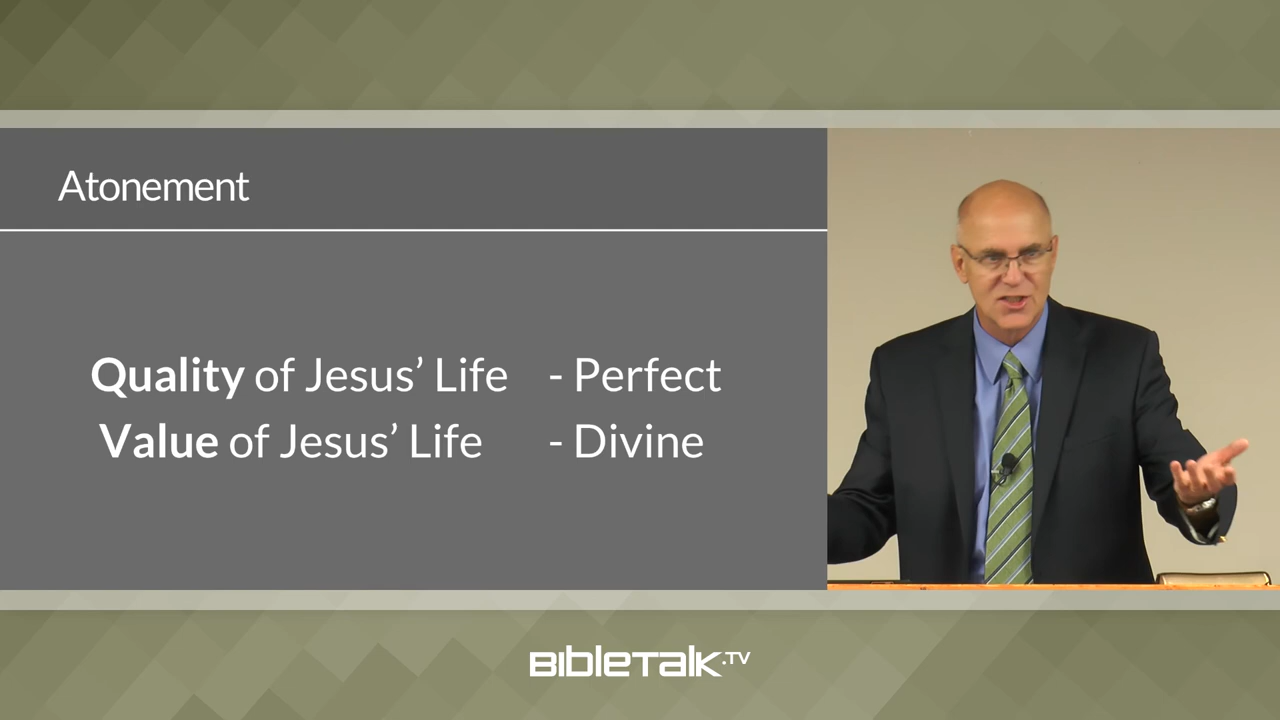 Atonement
Quality of Jesus’ Life - Perfect
Value of Jesus’ Life - Divine
BibleTalk.TV